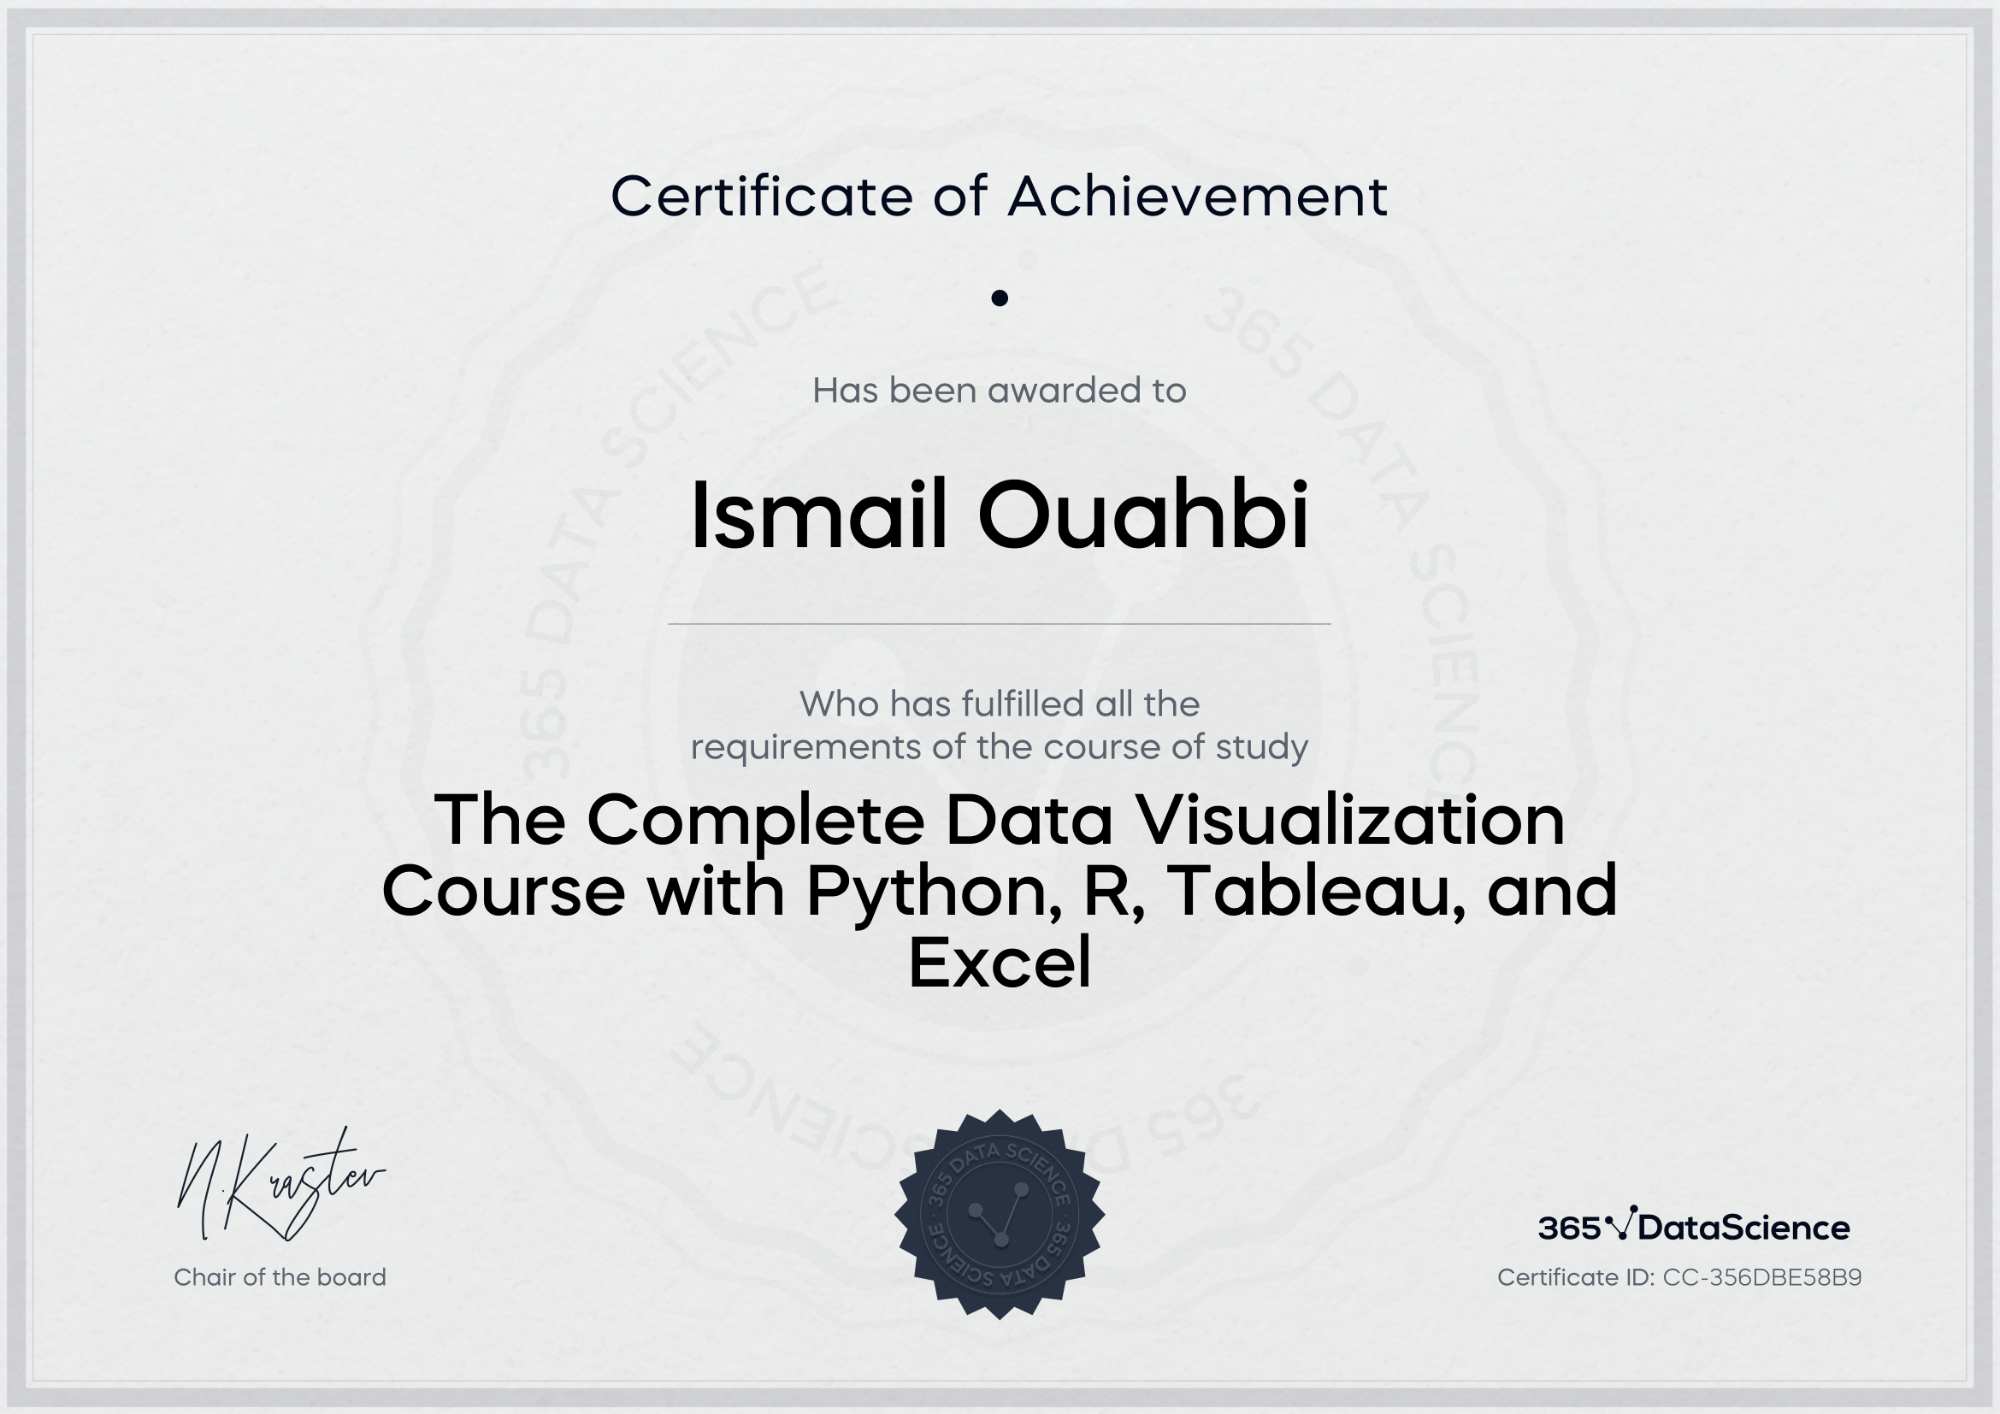 Certificate of Achievement
•
Has been awarded to
Ismail Ouahbi
Who has fulfilled all the
requirements of the course of study
The Complete Data Visualization
Course with Python, R, Tableau, and
Excel
N.Krastev
Chair of the board
365 DATA SCIENCE · 365 DATA SCIENCE ·
365 DataScience
Certificate ID: CC-356DBE58B9
365 DATA SCIENCE
365 DATA SCIENCE
365 D SCIENCE